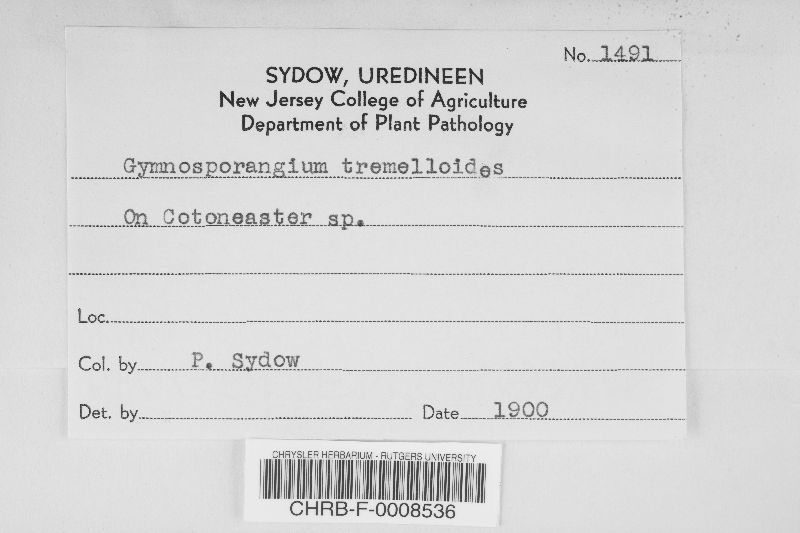 No. 1491
SYDOW, UREDINEEN
New Jersey College of Agriculture
Department of Plant Pathology
Gymnosporangium tremelloides
On Cotoneaster sp.
Loc.
Col. by P. Sydow
Det. by Date 1900
CHRYSLER HERBARIUM - RUTGERS UNIVERSITY
CHRB-F-0008536